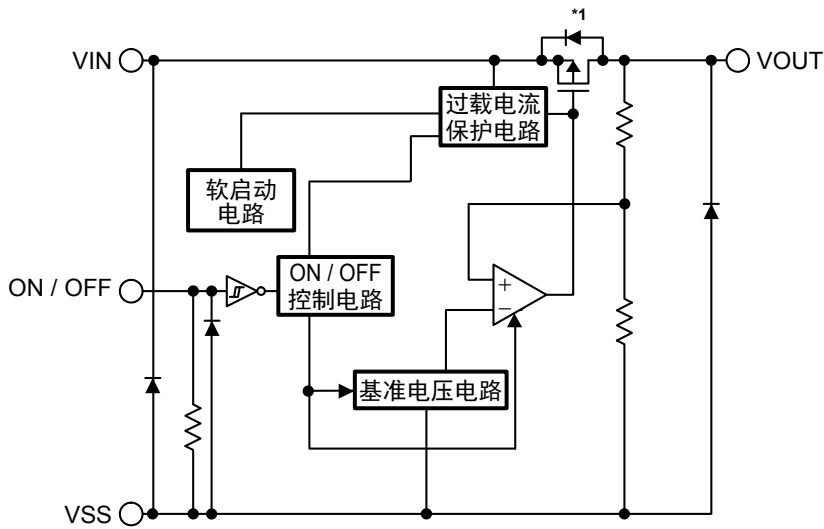 *1
VIN
VOUT
过载电流
保护电路
软启动
电路
ON / OFF
ON / OFF
控制电路
+
−
基准电压电路
VSS